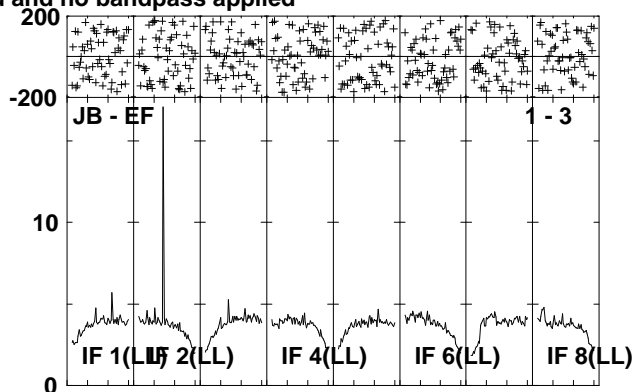 and no bandpass applied
200
-200
JB - EF 1 - 3
10
IF 1(LL) IF 2(LL) IF 4(LL) IF 6(LL) IF 8(LL)
0